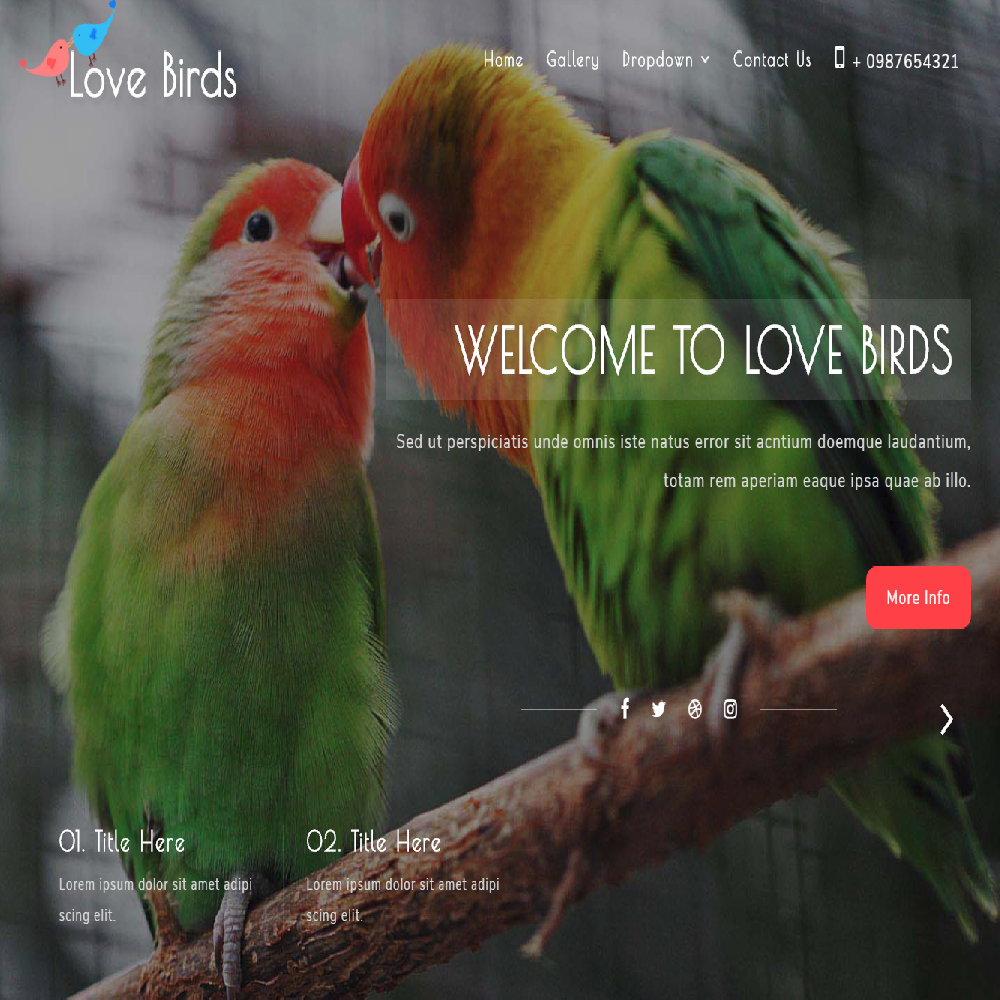 Love Birds
Home Gallery Dropdown Contact Us + 0987654321
WELCOME TO LOVE BIRDS
Sed ut perspiciatis unde omnis iste natus error sit acntium doemque laudantium,
totam rem aperiam eaque ipsa quae ab illo.
More Info
01. Title Here
Lorem ipsum dolor sit amet adipi
scing elit.
02. Title Here
Lorem ipsum dolor sit amet adipi
scing elit.